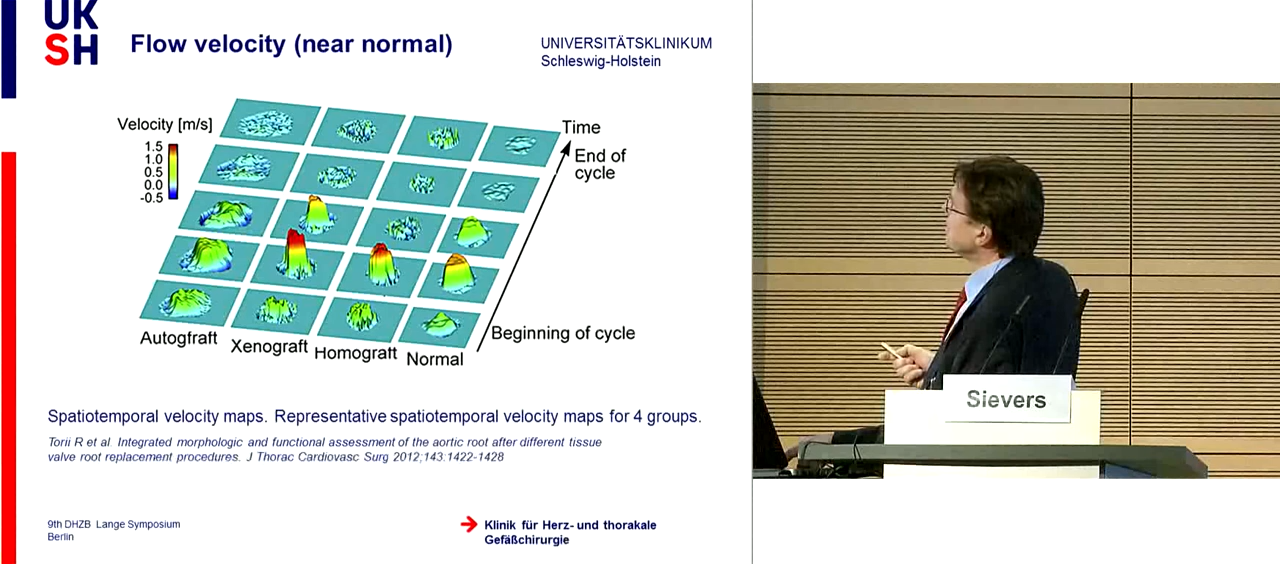 UK
SH
Flow velocity (near normal)
UNIVERSITÄTSKLINIKUM
Schleswig-Holstein
Velocity [m/s]
1.5
1.0
0.5
0.0
-0.5
Time
End of
cycle
Beginning of cycle
Autogfraft
Xenograft
Homograft
Normal
Spatiotemporal velocity maps. Representative spatiotemporal velocity maps for 4 groups.
Torii R et al. Integrated morphologic and functional assessment of the aortic root after different tissue
valve root replacement procedures. J Thorac Cardiovasc Surg 2012;143:1422-1428
9th DHZB Lange Symposium
Berlin
Klinik für Herz- und thorakale
Gefäßchirurgie
Sievers